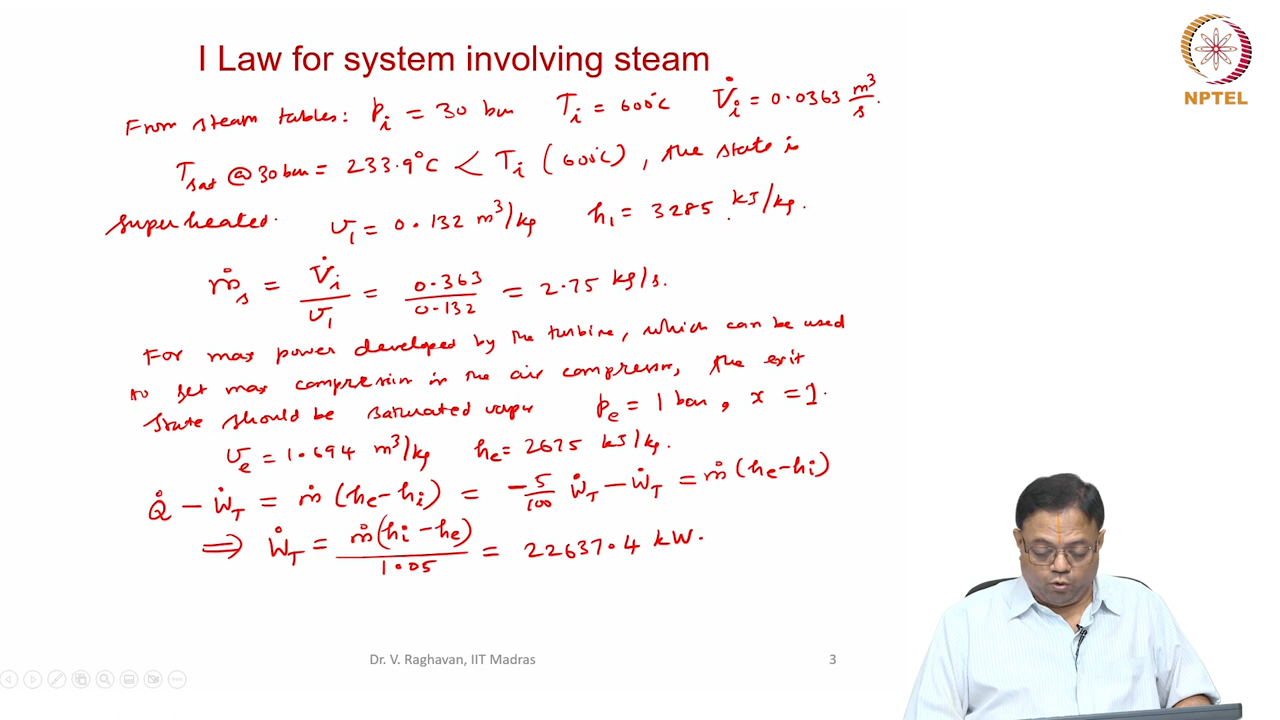 I Law for system involving steam
NPTEL
From steam tables: Pᵢ = 30 bar Tᵢ = 600°C V̇ᵢ = 0.0363 m³/s.
T_sat @ 30 bar = 233.9°C < Tᵢ (600°C), the state is
superheated. v₁ = 0.132 m³/kg h₁ = 3285 kJ/kg.
ṁₛ = V̇ᵢ/v₁ = 0.363/0.132 = 2.75 kg/s.
For max power developed by the turbine, which can be used
to get max compression in the air compressor, the exit
state should be saturated vapor pₑ = 1 bar, x = 1.
vₑ = 1.694 m³/kg hₑ = 2675 kJ/kg.
Q̇ − Ẇ_T = ṁ(hₑ−hᵢ) = −5/100 Ẇ_T − Ẇ_T = ṁ(hₑ−hᵢ)
⇒ Ẇ_T = ṁ(hᵢ−hₑ)/1.05 = 22637.4 kW.
Dr. V. Raghavan, IIT Madras
3